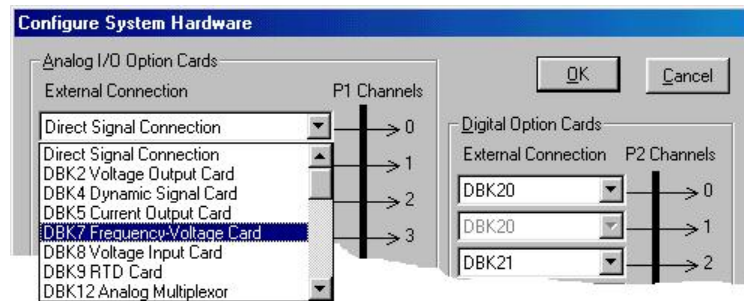 Configure System Hardware
Analog I/O Option Cards
External Connection P1 Channels
Direct Signal Connection
0
Direct Signal Connection
DBK2 Voltage Output Card
DBK4 Dynamic Signal Card
DBK5 Current Output Card
DBK7 Frequency-Voltage Card
DBK8 Voltage Input Card
DBK9 RTD Card
DBK12 Analog Multiplexor
1
2
3
OK
Cancel
Digital Option Cards
External Connection P2 Channels
DBK20 0
DBK20 1
DBK21 2